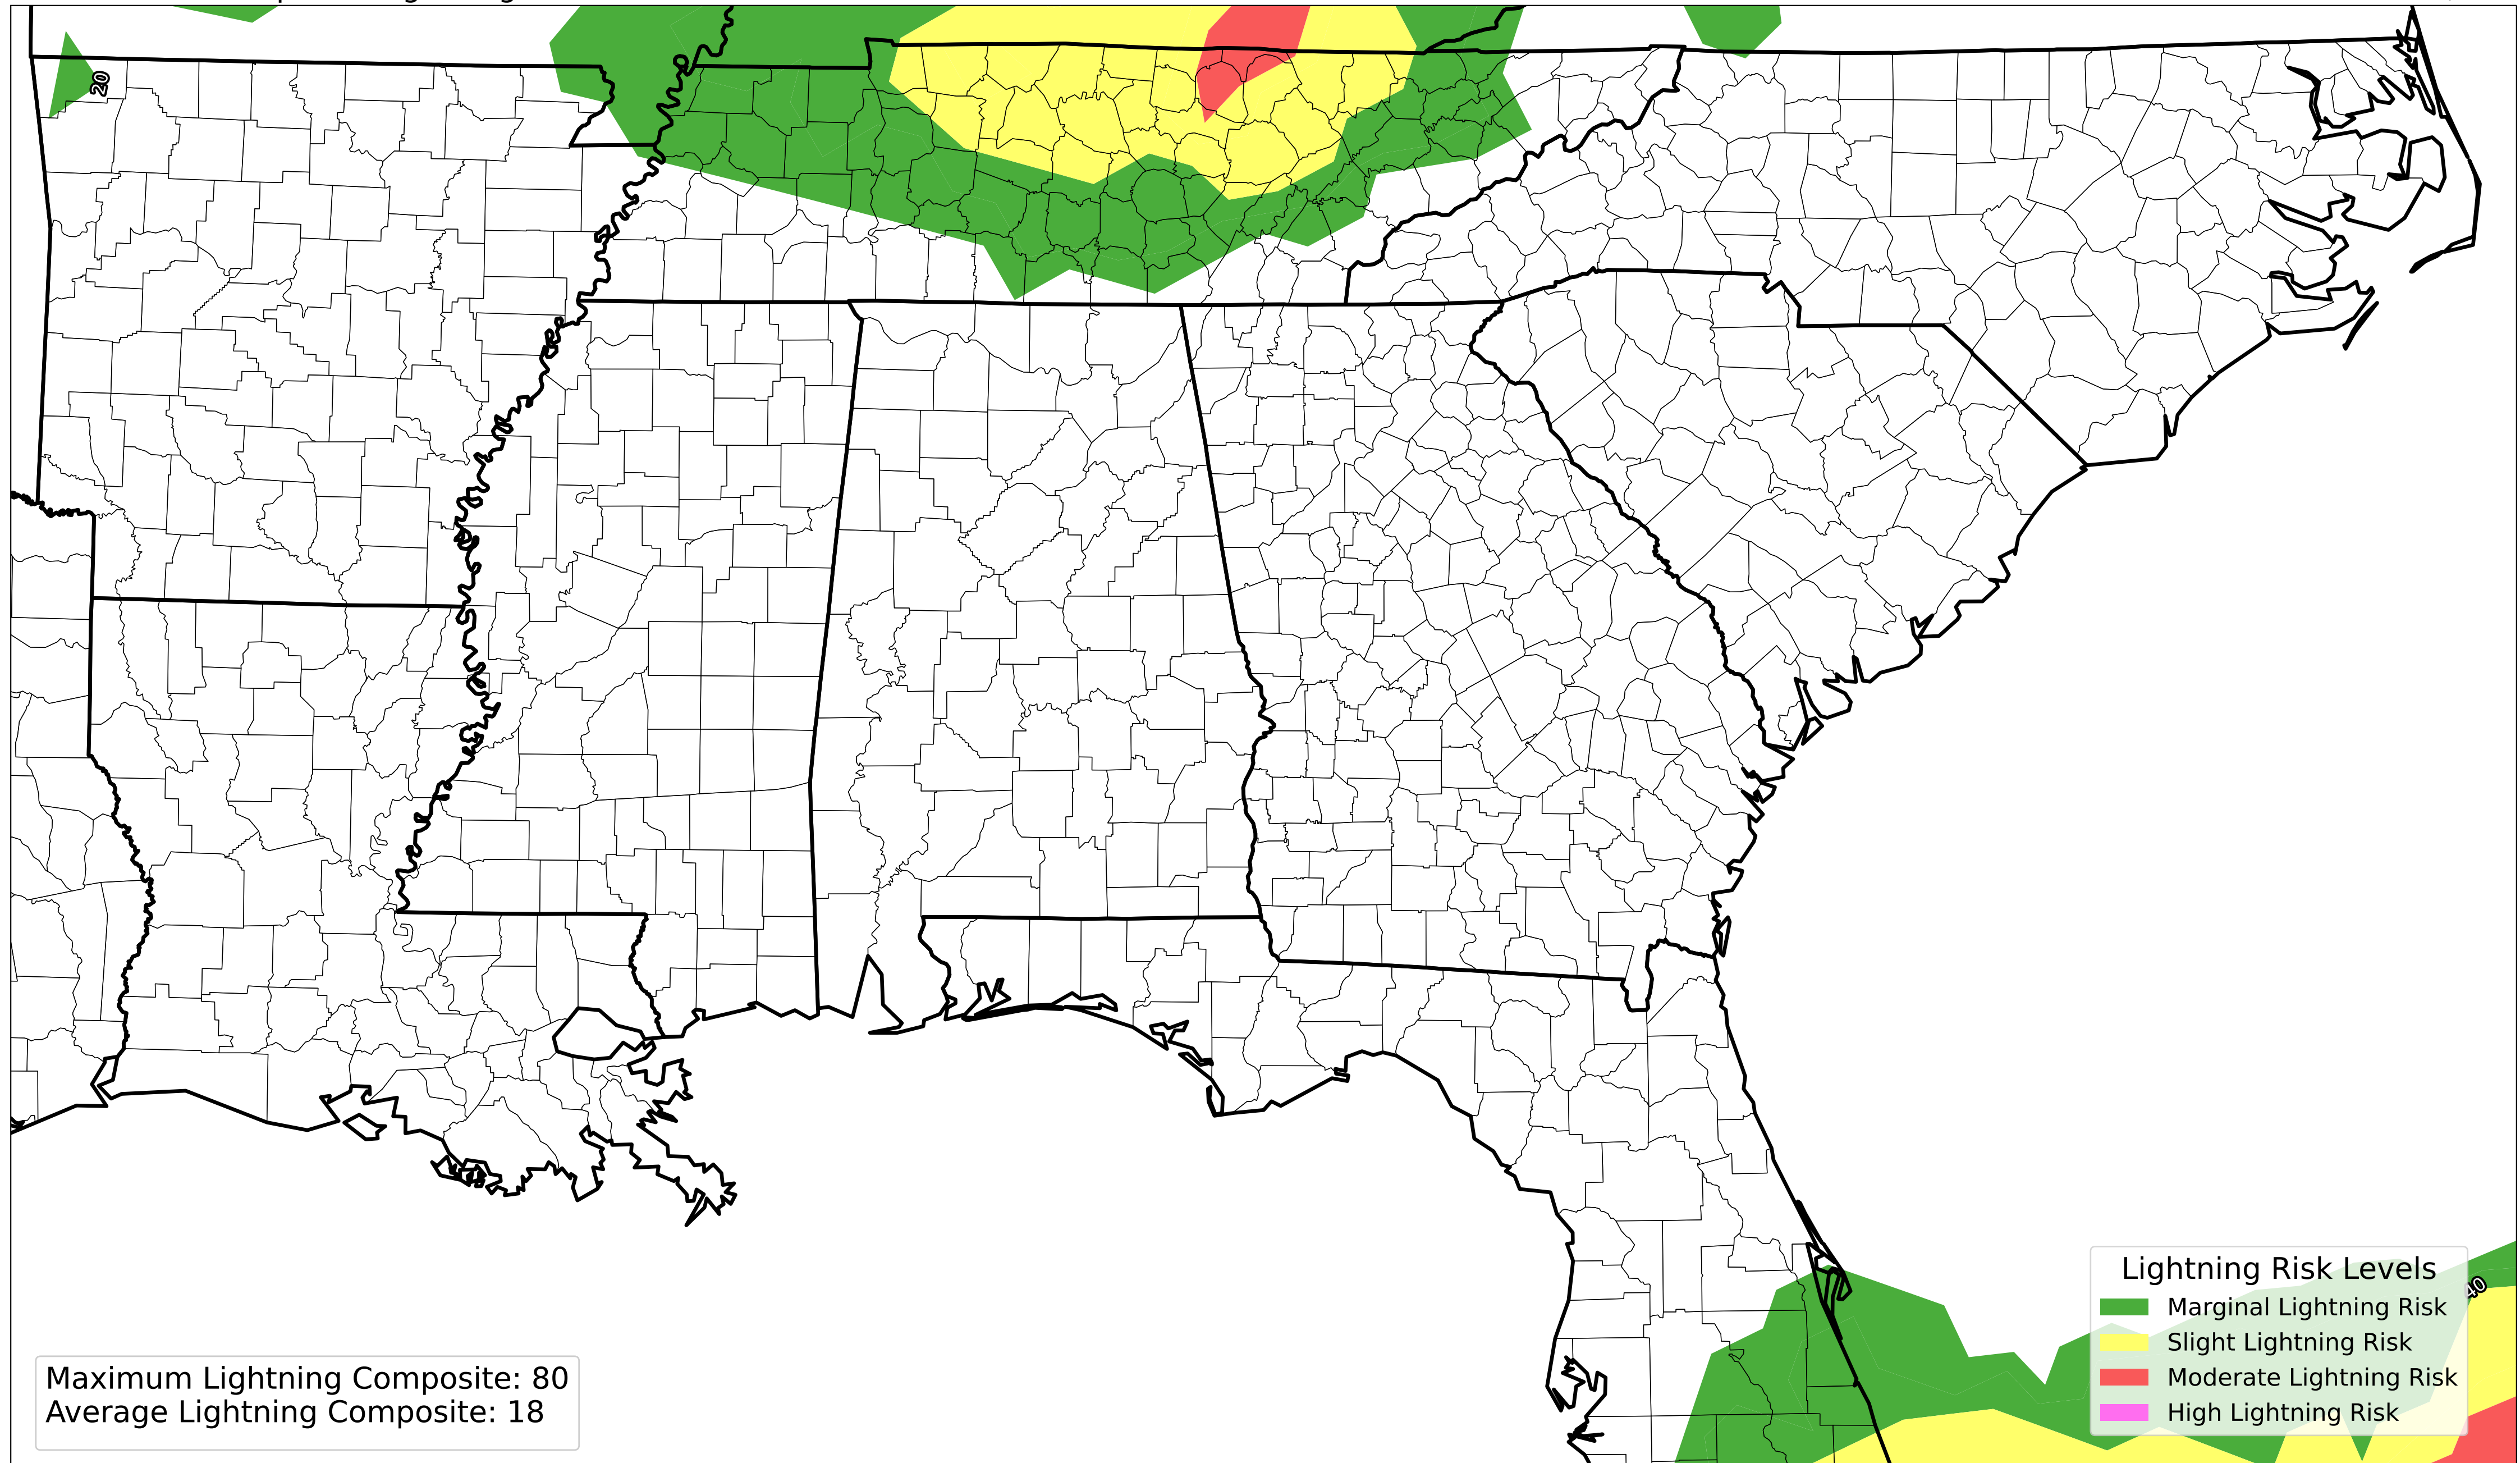 20
40
Lightning Risk Levels
Marginal Lightning Risk
Slight Lightning Risk
Moderate Lightning Risk
High Lightning Risk
Maximum Lightning Composite: 80
Average Lightning Composite: 18